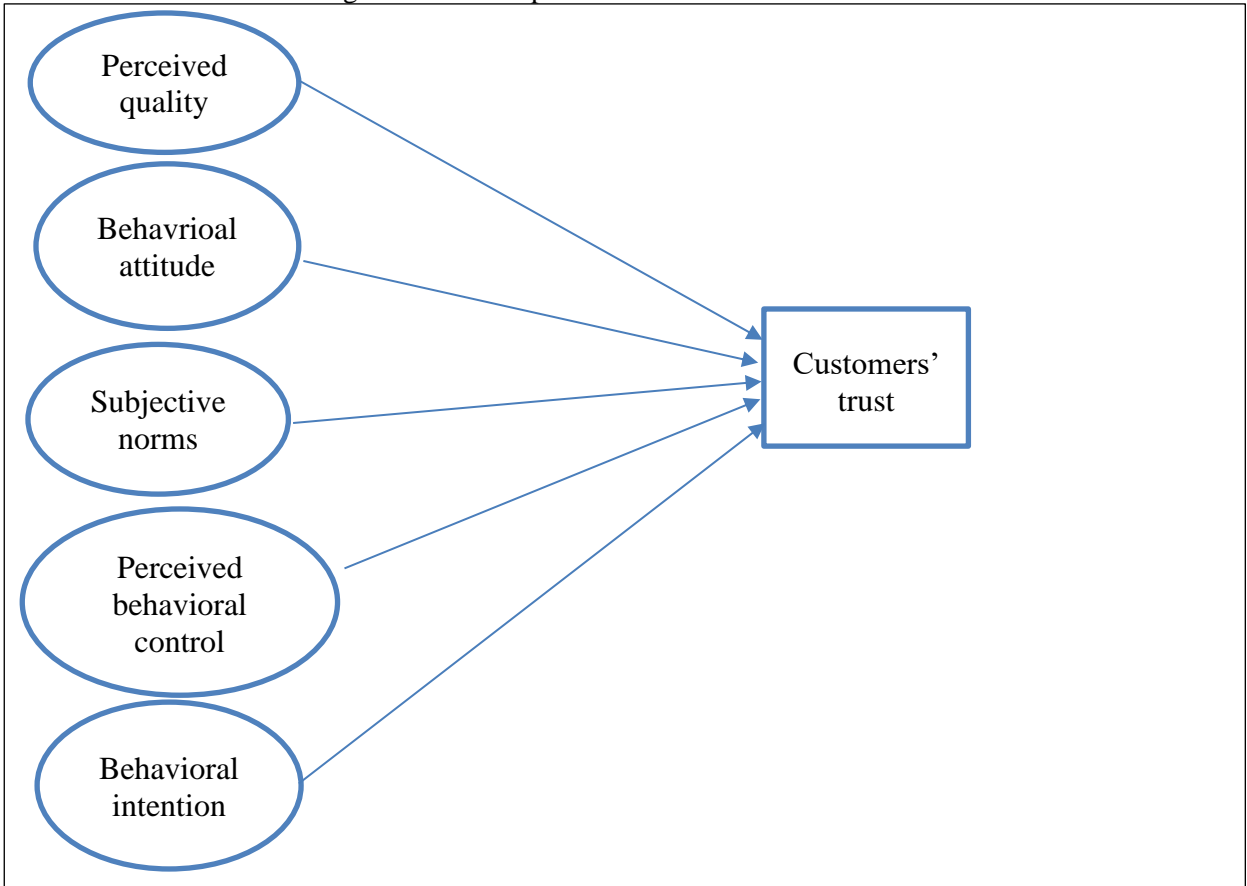 Perceived
quality
Behavrioal
attitude
Subjective
norms
Perceived
behavioral
control
Behavioral
intention
Customers’
trust